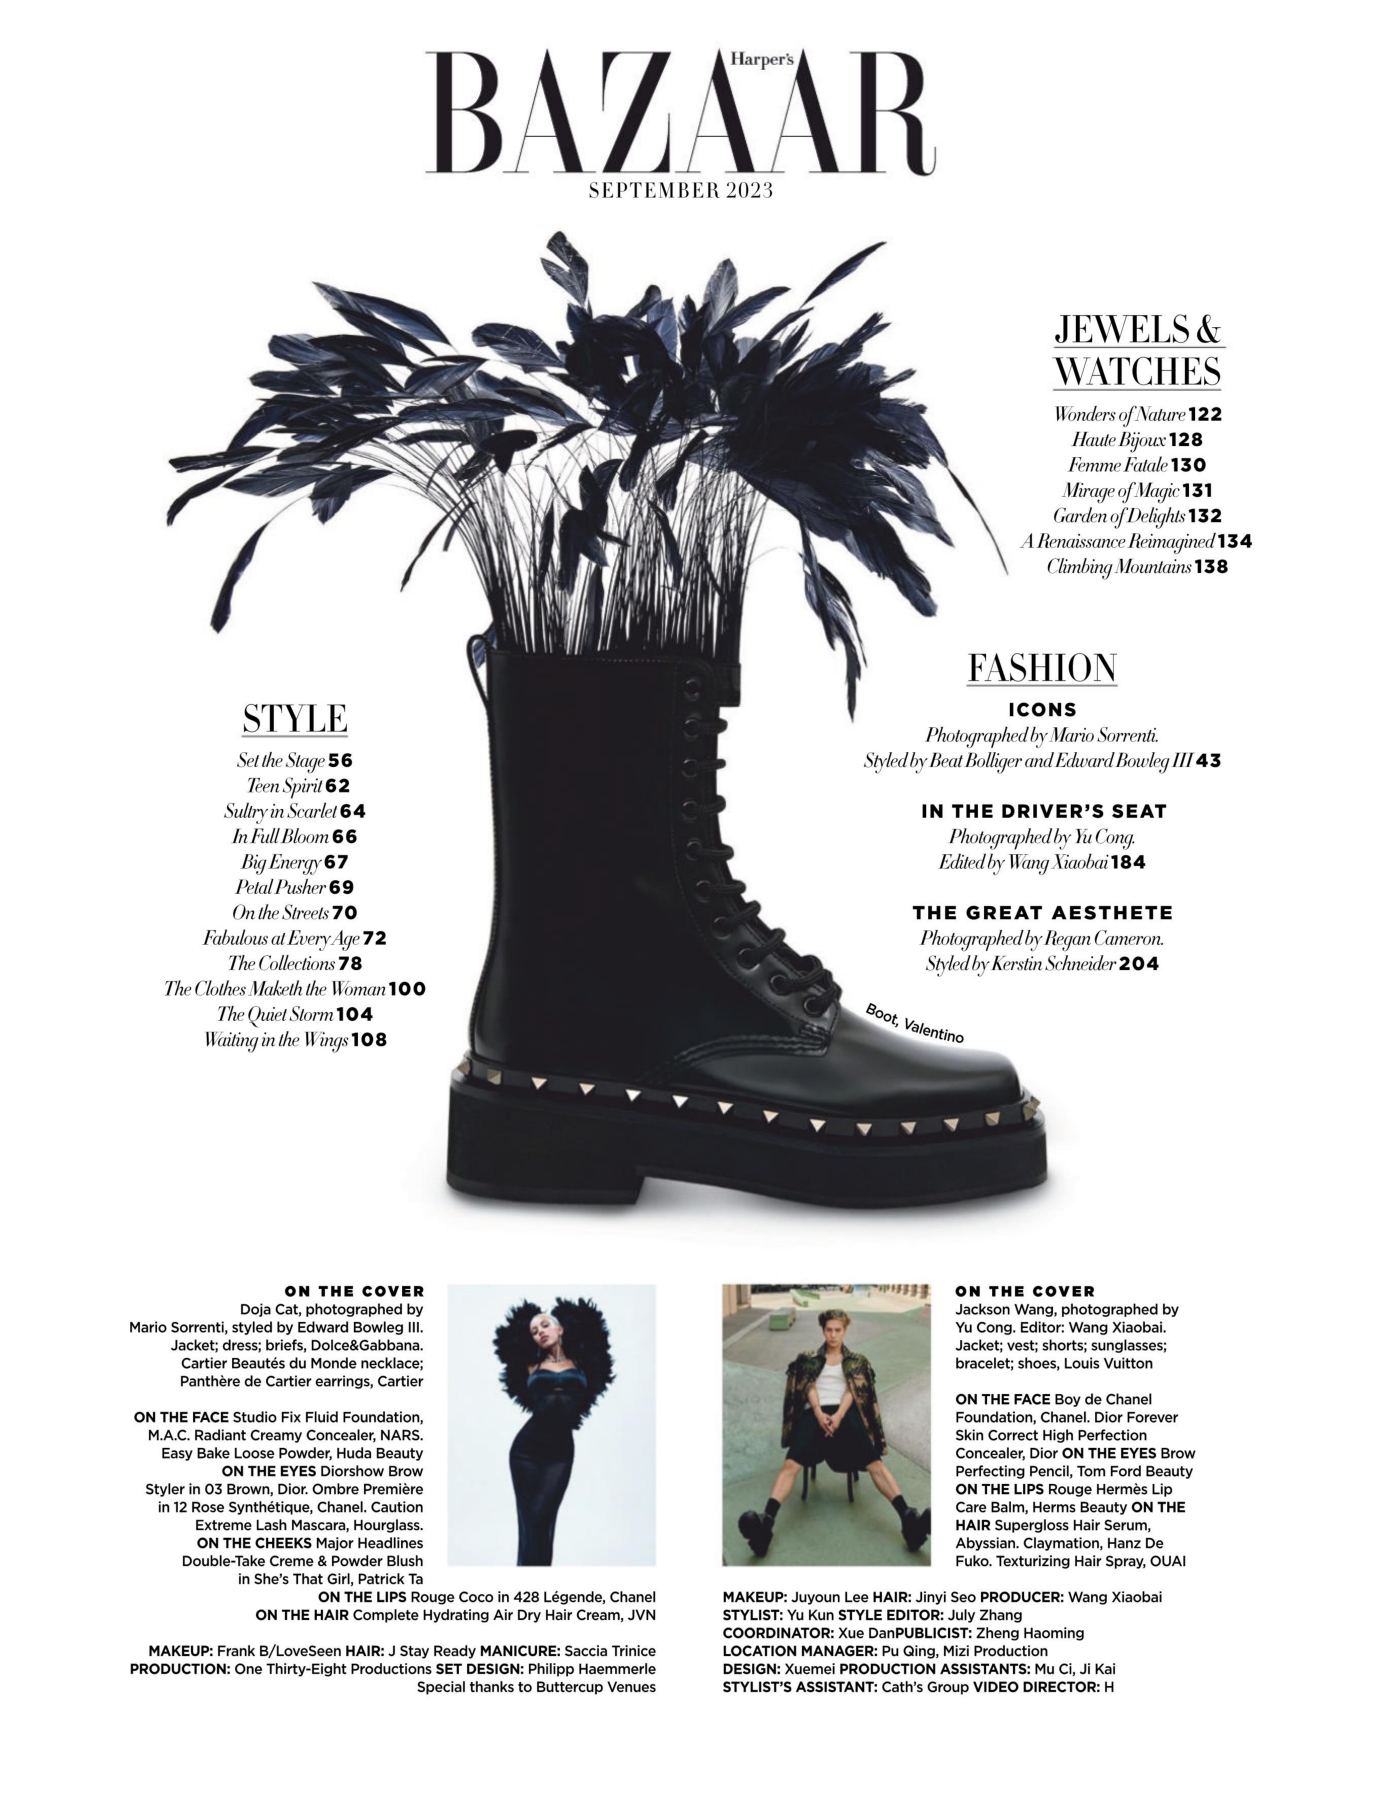 Harper's
BAZAAR
SEPTEMBER 2023
JEWELS &
WATCHES
Wonders of Nature 122
Haute Bijoux 128
Femme Fatale 130
Mirage of Magic 131
Garden of Delights 132
A Renaissance Reimagined 134
Climbing Mountains 138
FASHION
ICONS
Photographed by Mario Sorrenti.
Styled by Beat Bolliger and Edward Bowleg III 43
IN THE DRIVER'S SEAT
Photographed by Yu Cong.
Edited by Wang Xiaobai 184
THE GREAT AESTHETE
Photographed by Regan Cameron.
Styled by Kerstin Schneider 204
STYLE
Set the Stage 56
Teen Spirit 62
Sultry in Scarlet 64
In Full Bloom 66
Big Energy 67
Petal Pusher 69
On the Streets 70
Fabulous at Every Age 72
The Collections 78
The Clothes Maketh the Woman 100
The Quiet Storm 104
Waiting in the Wings 108
Boot, Valentino
ON THE COVER
Doja Cat, photographed by
Mario Sorrenti, styled by Edward Bowleg III.
Jacket; dress; briefs, Dolce&Gabbana.
Cartier Beautés du Monde necklace;
Panthère de Cartier earrings, Cartier
ON THE FACE Studio Fix Fluid Foundation,
M.A.C. Radiant Creamy Concealer, NARS.
Easy Bake Loose Powder, Huda Beauty
ON THE EYES Diorshow Brow
Styler in 03 Brown, Dior. Ombre Première
in 12 Rose Synthétique, Chanel. Caution
Extreme Lash Mascara, Hourglass.
ON THE CHEEKS Major Headlines
Double-Take Creme & Powder Blush
in She's That Girl, Patrick Ta
ON THE LIPS Rouge Coco in 428 Légende, Chanel
ON THE HAIR Complete Hydrating Air Dry Hair Cream, JVN
MAKEUP: Frank B/LoveSeen HAIR: J Stay Ready MANICURE: Saccia Trinice
PRODUCTION: One Thirty-Eight Productions SET DESIGN: Philipp Haemmerle
Special thanks to Buttercup Venues
ON THE COVER
Jackson Wang, photographed by
Yu Cong. Editor: Wang Xiaobai.
Jacket; vest; shorts; sunglasses;
bracelet; shoes, Louis Vuitton
ON THE FACE Boy de Chanel
Foundation, Chanel. Dior Forever
Skin Correct High Perfection
Concealer, Dior ON THE EYES Brow
Perfecting Pencil, Tom Ford Beauty
ON THE LIPS Rouge Hermès Lip
Care Balm, Herms Beauty ON THE
HAIR Supergloss Hair Serum,
Abyssian. Claymation, Hanz De
Fuko. Texturizing Hair Spray, OUAI
MAKEUP: Juyoun Lee HAIR: Jinyi Seo PRODUCER: Wang Xiaobai
STYLIST: Yu Kun STYLE EDITOR: July Zhang
COORDINATOR: Xue DanPUBLICIST: Zheng Haoming
LOCATION MANAGER: Pu Qing, Mizi Production
DESIGN: Xuemei PRODUCTION ASSISTANTS: Mu Ci, Ji Kai
STYLIST'S ASSISTANT: Cath's Group VIDEO DIRECTOR: H